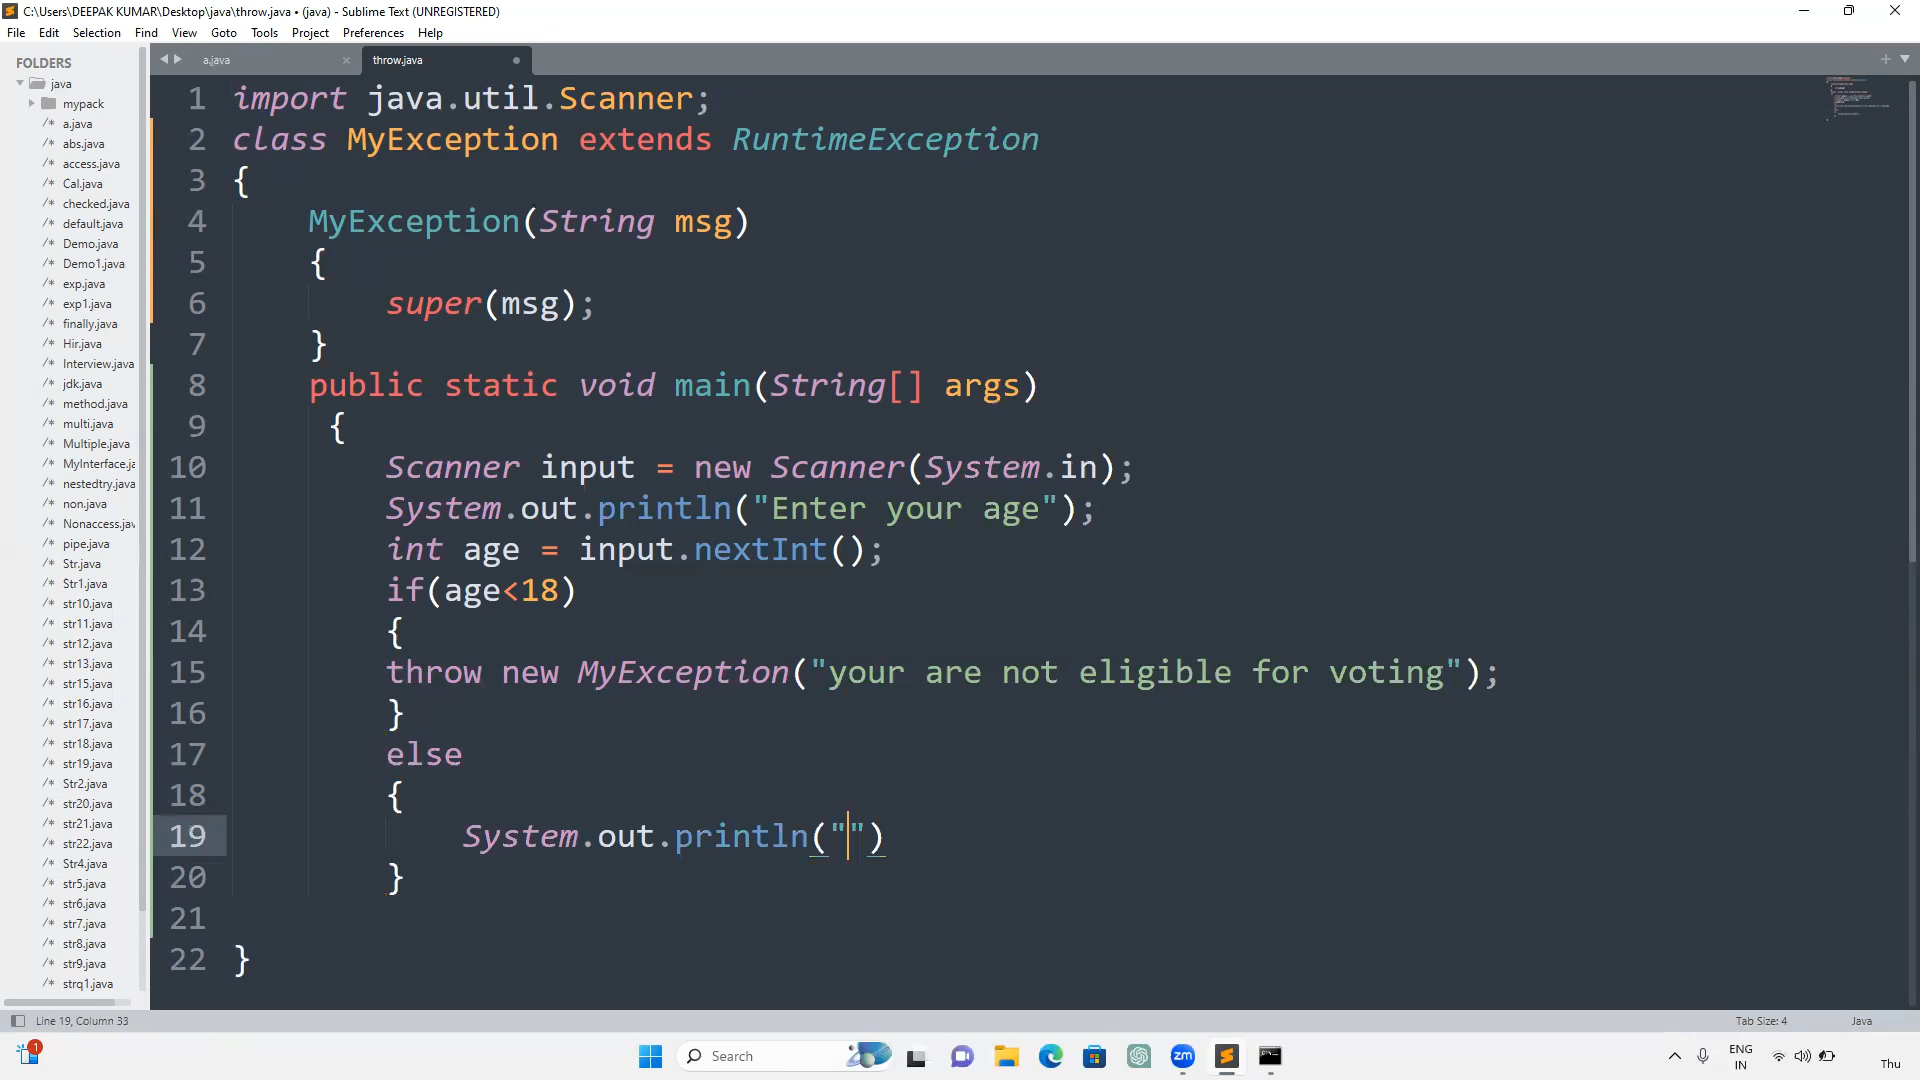 C:\Users\DEEPAK KUMAR\Desktop\java\throw.java • (java) - Sublime Text (UNREGISTERED)
File Edit Selection Find View Goto Tools Project Preferences Help
FOLDERS
java
mypack
a.java
abs.java
access.java
Cal.java
checked.java
default.java
Demo.java
Demo1.java
exp.java
exp1.java
finally.java
Hir.java
Interview.java
jdk.java
method.java
multi.java
Multiple.java
MyInterface.ja
nestedtry.java
non.java
Nonaccess.jav
pipe.java
Str.java
Str1.java
str10.java
str11.java
str12.java
str13.java
str15.java
str16.java
str17.java
str18.java
str19.java
Str2.java
str20.java
str21.java
str22.java
Str4.java
str5.java
str6.java
str7.java
str8.java
str9.java
strq1.java
a.java throw.java
1 import java.util.Scanner;
2 class MyException extends RuntimeException
3 {
4 MyException(String msg)
5 {
6 super(msg);
7 }
8 public static void main(String[] args)
9 {
10 Scanner input = new Scanner(System.in);
11 System.out.println("Enter your age");
12 int age = input.nextInt();
13 if(age<18)
14 {
15 throw new MyException("your are not eligible for voting");
16 }
17 else
18 {
19 System.out.println("")
20 }
21
22 }
Line 19, Column 33 Tab Size: 4 Java
1
Search
zm
ENG
IN
Thu